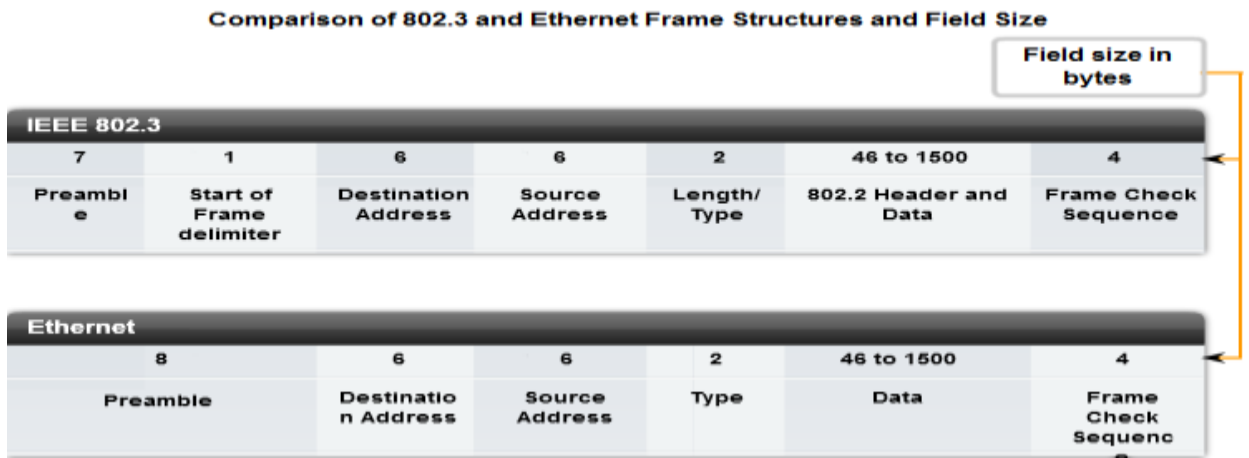 Comparison of 802.3 and Ethernet Frame Structures and Field Size
Field size in
bytes
IEEE 802.3
7 1 6 6 2 46 to 1500 4
Preambl Start of Destination Source Length/ 802.2 Header and Frame Check
e Frame Address Address Type Data Sequence
delimiter
Ethernet
8 6 6 2 46 to 1500 4
Preamble Destinatio Source Type Data Frame
n Address Address Check
Sequenc